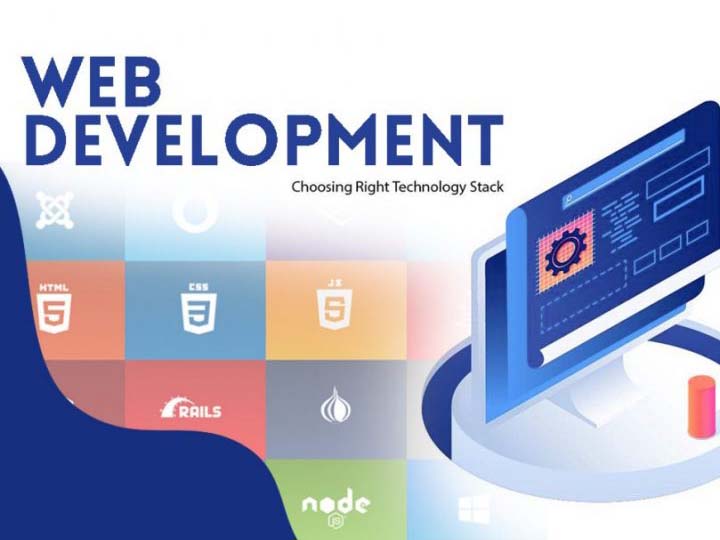 WEB
DEVELOPMENT
Choosing Right Technology Stack
HTML
5
CSS
3
JS
5
RAILS
node
JS